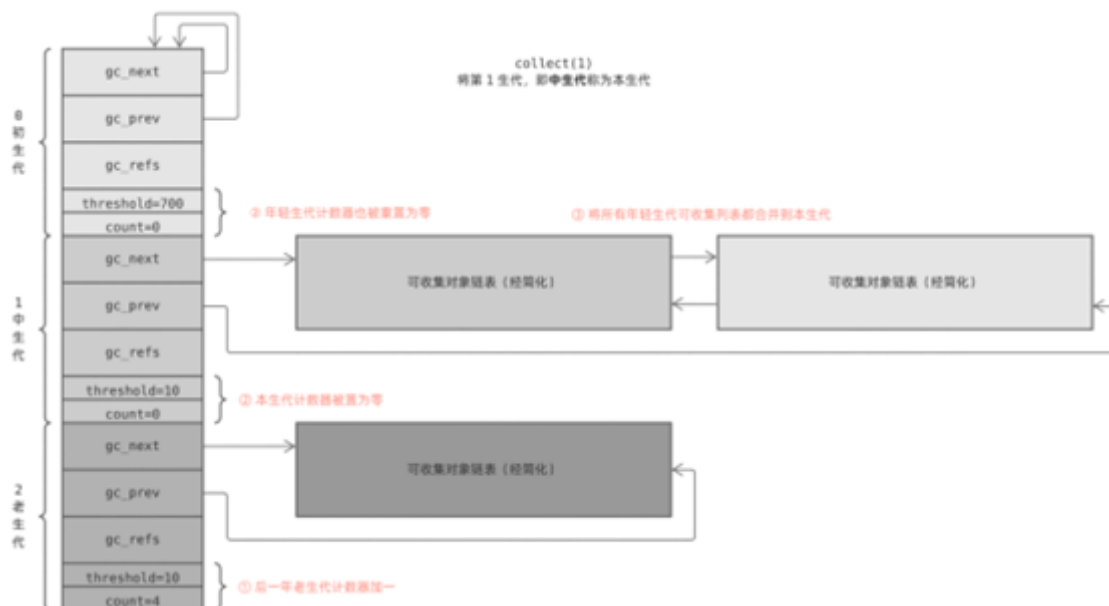 collect(1)
将第 1 生代，即中生代称为本生代
0
初
生
代
gc_next
gc_prev
gc_refs
threshold=700
count=0
② 年轻生代计数器也被重置为零
③ 将所有年轻生代可收集列表都合并到本生代
1
中
生
代
gc_next
gc_prev
gc_refs
threshold=10
count=0
可收集对象链表（经简化）
可收集对象链表（经简化）
② 本生代计数器被置为零
2
老
生
代
gc_next
gc_prev
gc_refs
threshold=10
count=4
可收集对象链表（经简化）
① 后一年老生代计数器加一